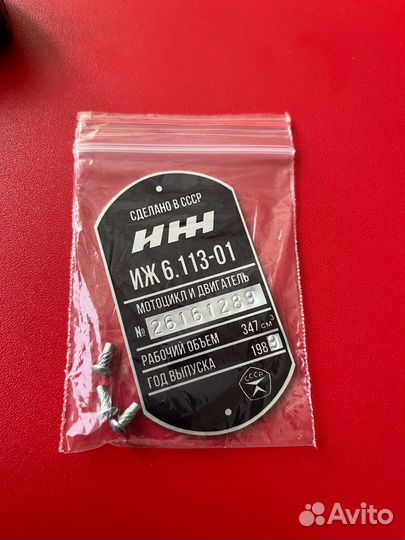 СДЕЛАНО В СССР
ИЖ
ИЖ 6.113-01
МОТОЦИКЛ И ДВИГАТЕЛЬ
№ 26161289
РАБОЧИЙ ОБЪЕМ 347 см³
ГОД ВЫПУСКА 1989
СССР
Avito